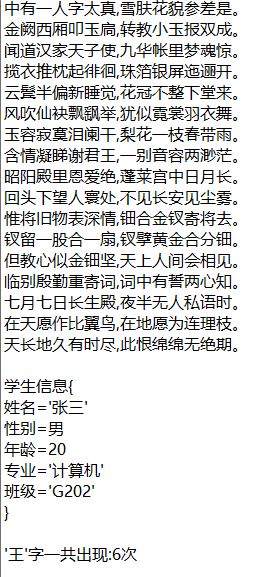 中有一人字太真,雪肤花貌参差是。
金阙西厢叩玉扃,转教小玉报双成。
闻道汉家天子使,九华帐里梦魂惊。
揽衣推枕起徘徊,珠箔银屏迤逦开。
云鬓半偏新睡觉,花冠不整下堂来。
风吹仙袂飘飖举,犹似霓裳羽衣舞。
玉容寂寞泪阑干,梨花一枝春带雨。
含情凝睇谢君王,一别音容两渺茫。
昭阳殿里恩爱绝,蓬莱宫中日月长。
回头下望人寰处,不见长安见尘雾。
惟将旧物表深情,钿合金钗寄将去。
钗留一股合一扇,钗擘黄金合分钿。
但教心似金钿坚,天上人间会相见。
临别殷勤重寄词,词中有誓两心知。
七月七日长生殿,夜半无人私语时。
在天愿作比翼鸟,在地愿为连理枝。
天长地久有时尽,此恨绵绵无绝期。
学生信息{
姓名='张三'
性别=男
年龄=20
专业='计算机'
班级='G202'
}
'王'字一共出现:6次